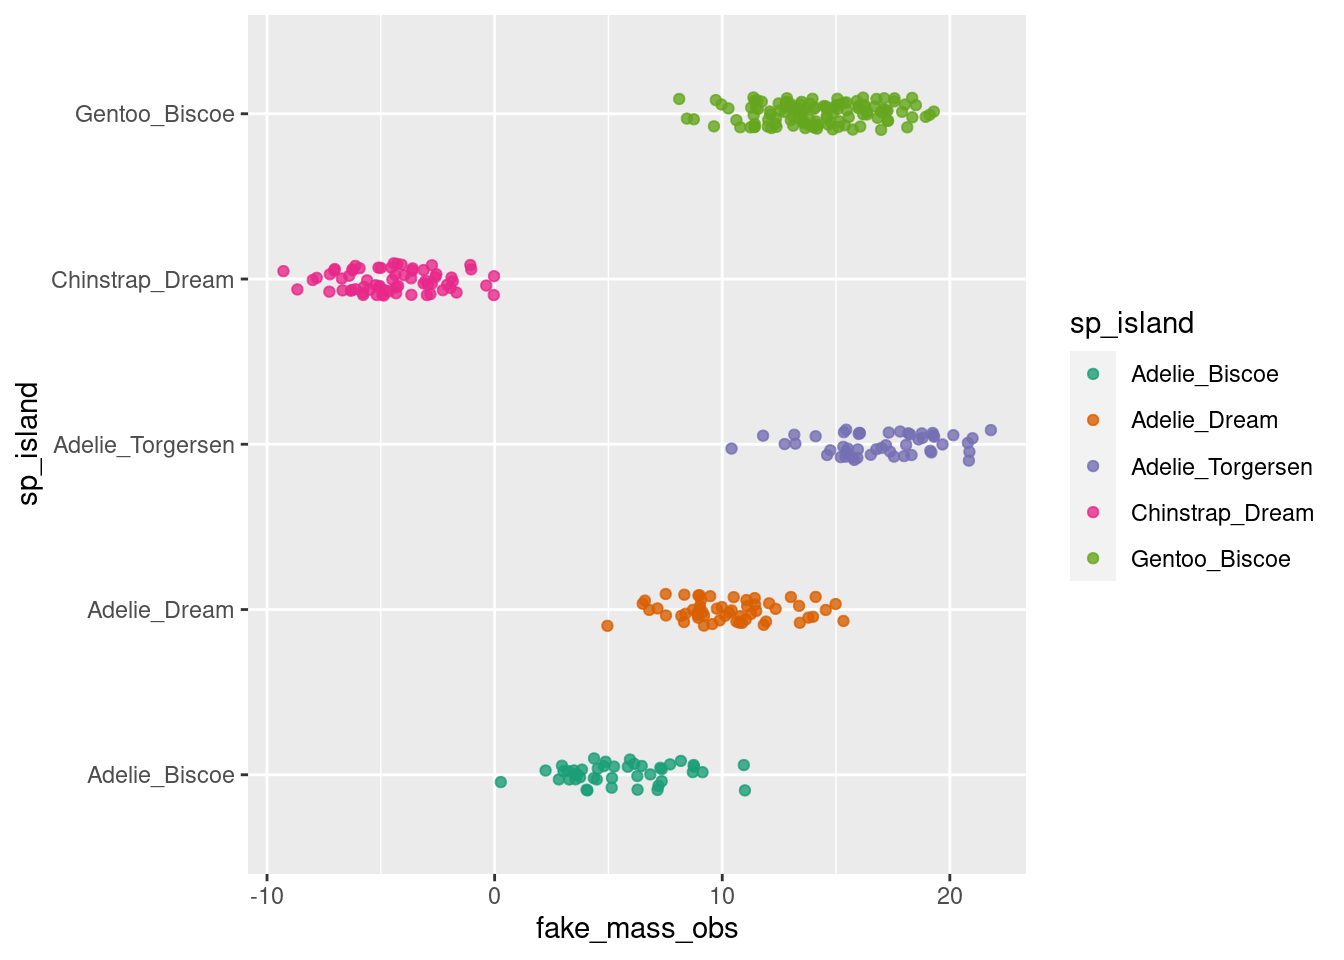 Gentoo_Biscoe
Chinstrap_Dream
Adelie_Torgersen
Adelie_Dream
Adelie_Biscoe
sp_island
-10 0 10 20
fake_mass_obs
sp_island
Adelie_Biscoe
Adelie_Dream
Adelie_Torgersen
Chinstrap_Dream
Gentoo_Biscoe